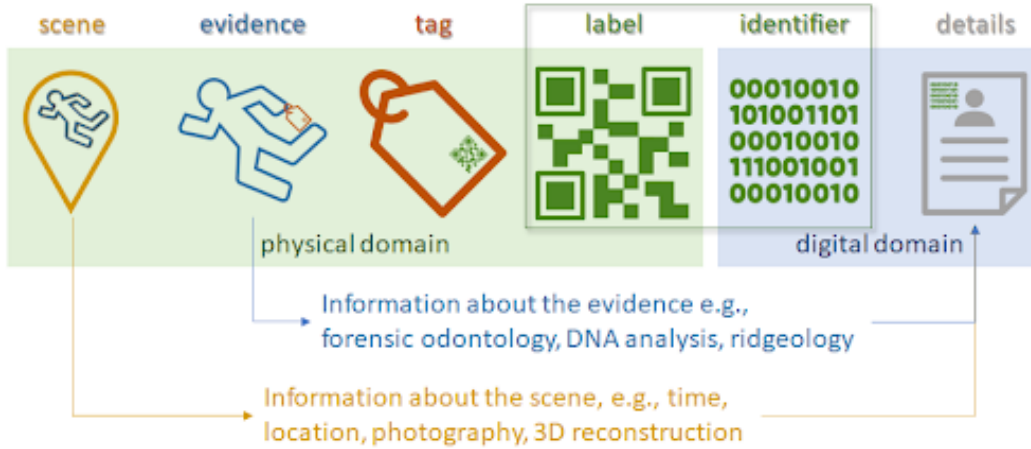 scene evidence tag label identifier details
00010010
101001101
00010010
111001001
00010010
physical domain digital domain
Information about the evidence e.g.,
forensic odontology, DNA analysis, ridgeology
Information about the scene, e.g., time,
location, photography, 3D reconstruction